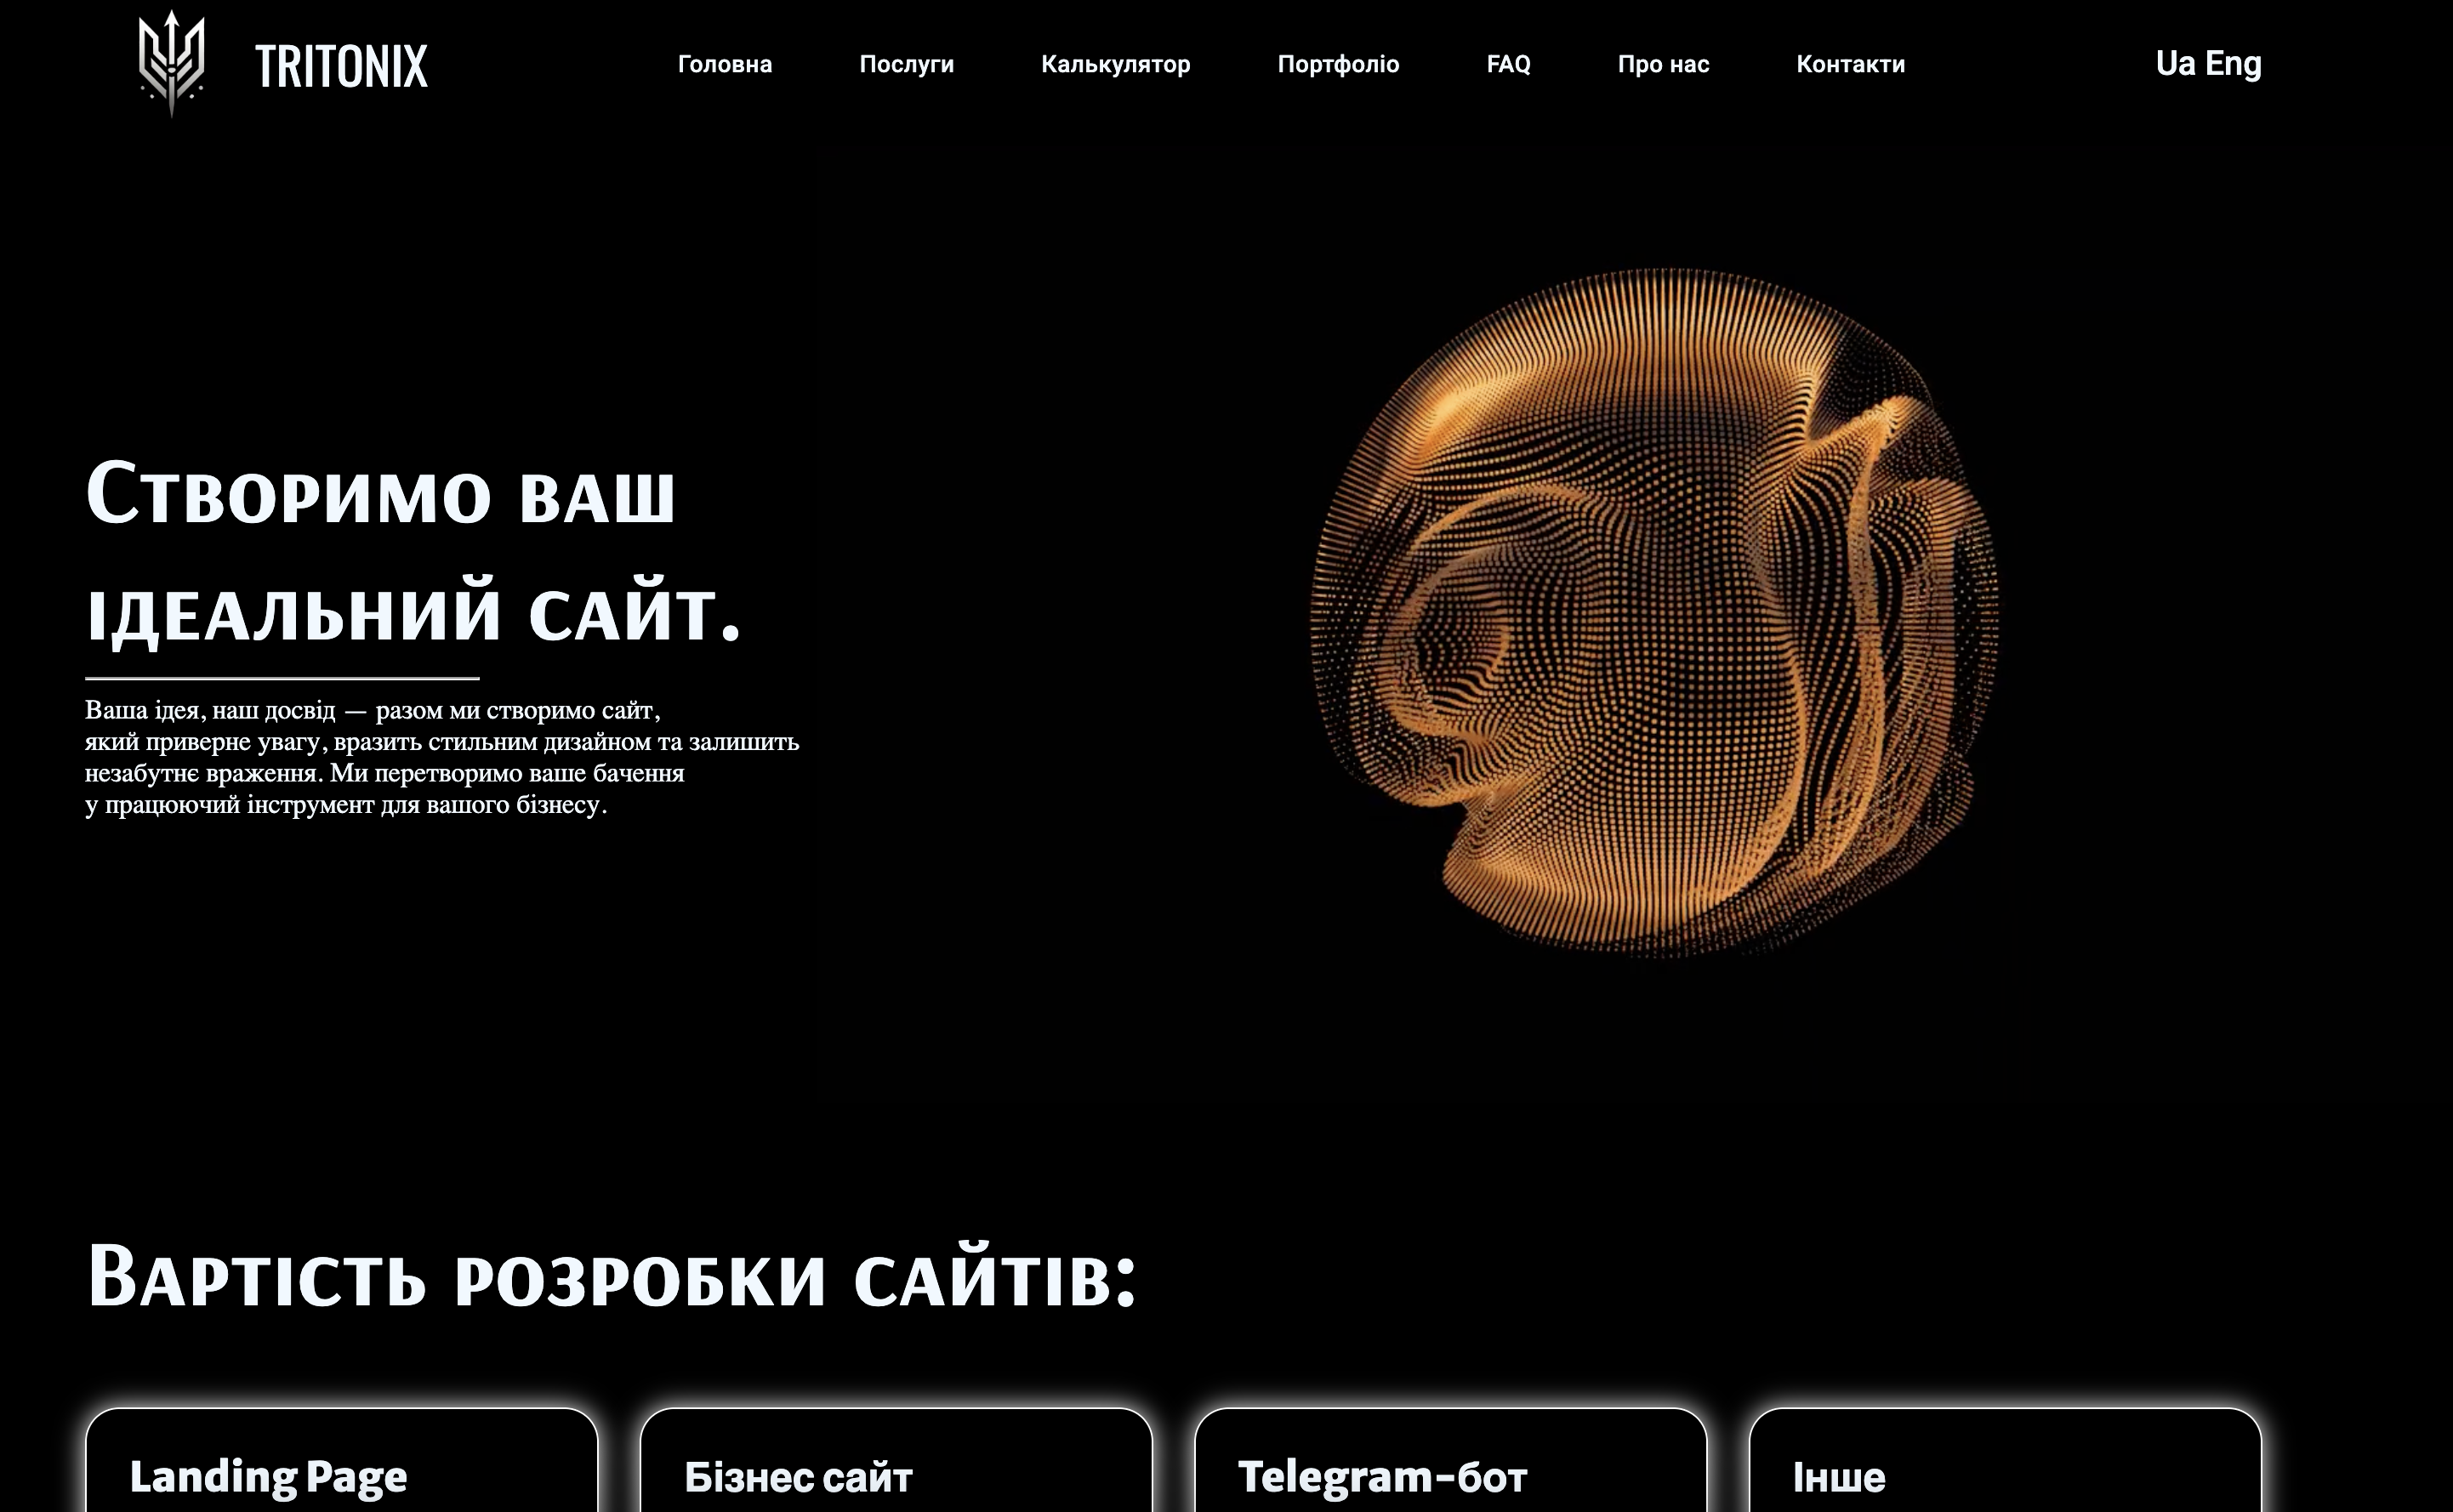 TRITONIX
Головна Послуги Калькулятор Портфоліо FAQ Про нас Контакти Ua Eng
Створимо ваш
ідеальний сайт.
Ваша ідея, наш досвід — разом ми створимо сайт,
який приверне увагу, вразить стильним дизайном та залишить
незабутнє враження. Ми перетворимо ваше бачення
у працюючий інструмент для вашого бізнесу.
Вартість розробки сайтів:
Landing Page
Бізнес сайт
Telegram-бот
Інше